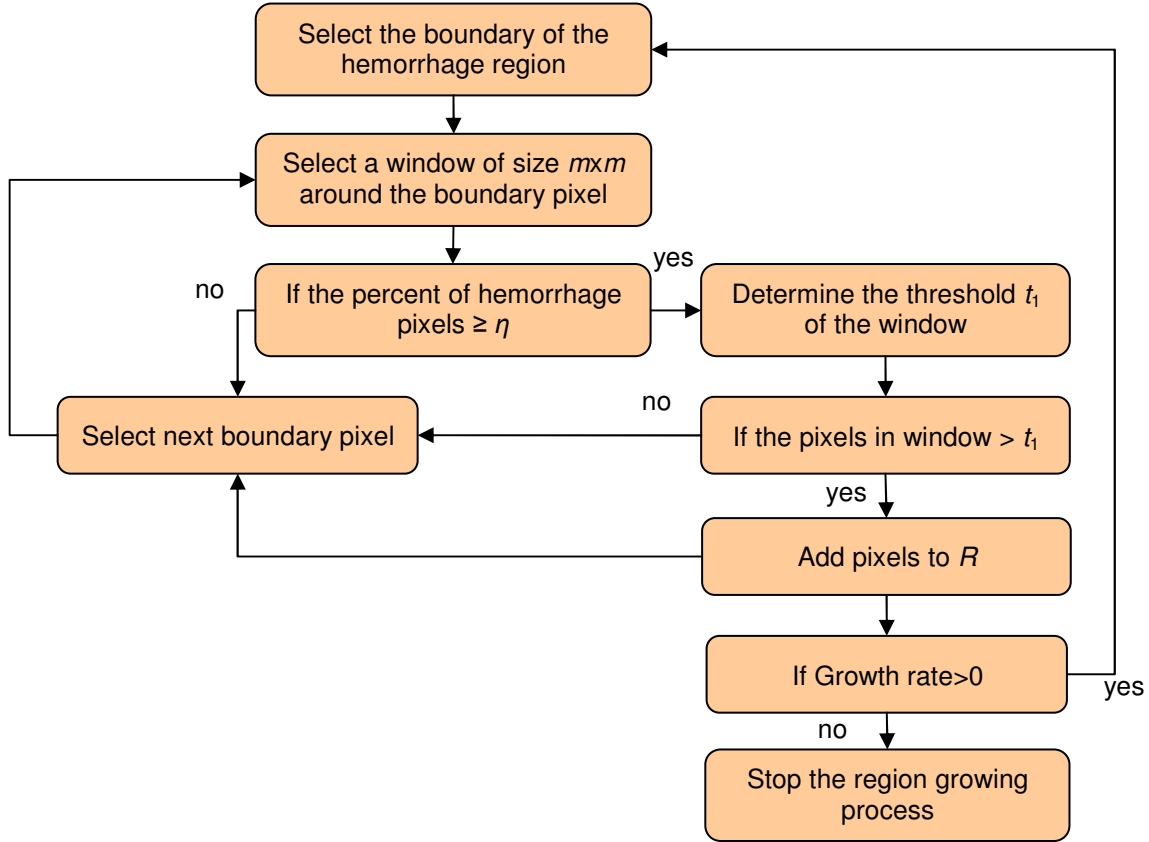 Select the boundary of the
hemorrhage region
Select a window of size mxm
around the boundary pixel
yes
no
If the percent of hemorrhage
pixels ≥ η
Determine the threshold t₁
of the window
no
Select next boundary pixel
If the pixels in window > t₁
yes
Add pixels to R
If Growth rate>0
yes
no
Stop the region growing
process